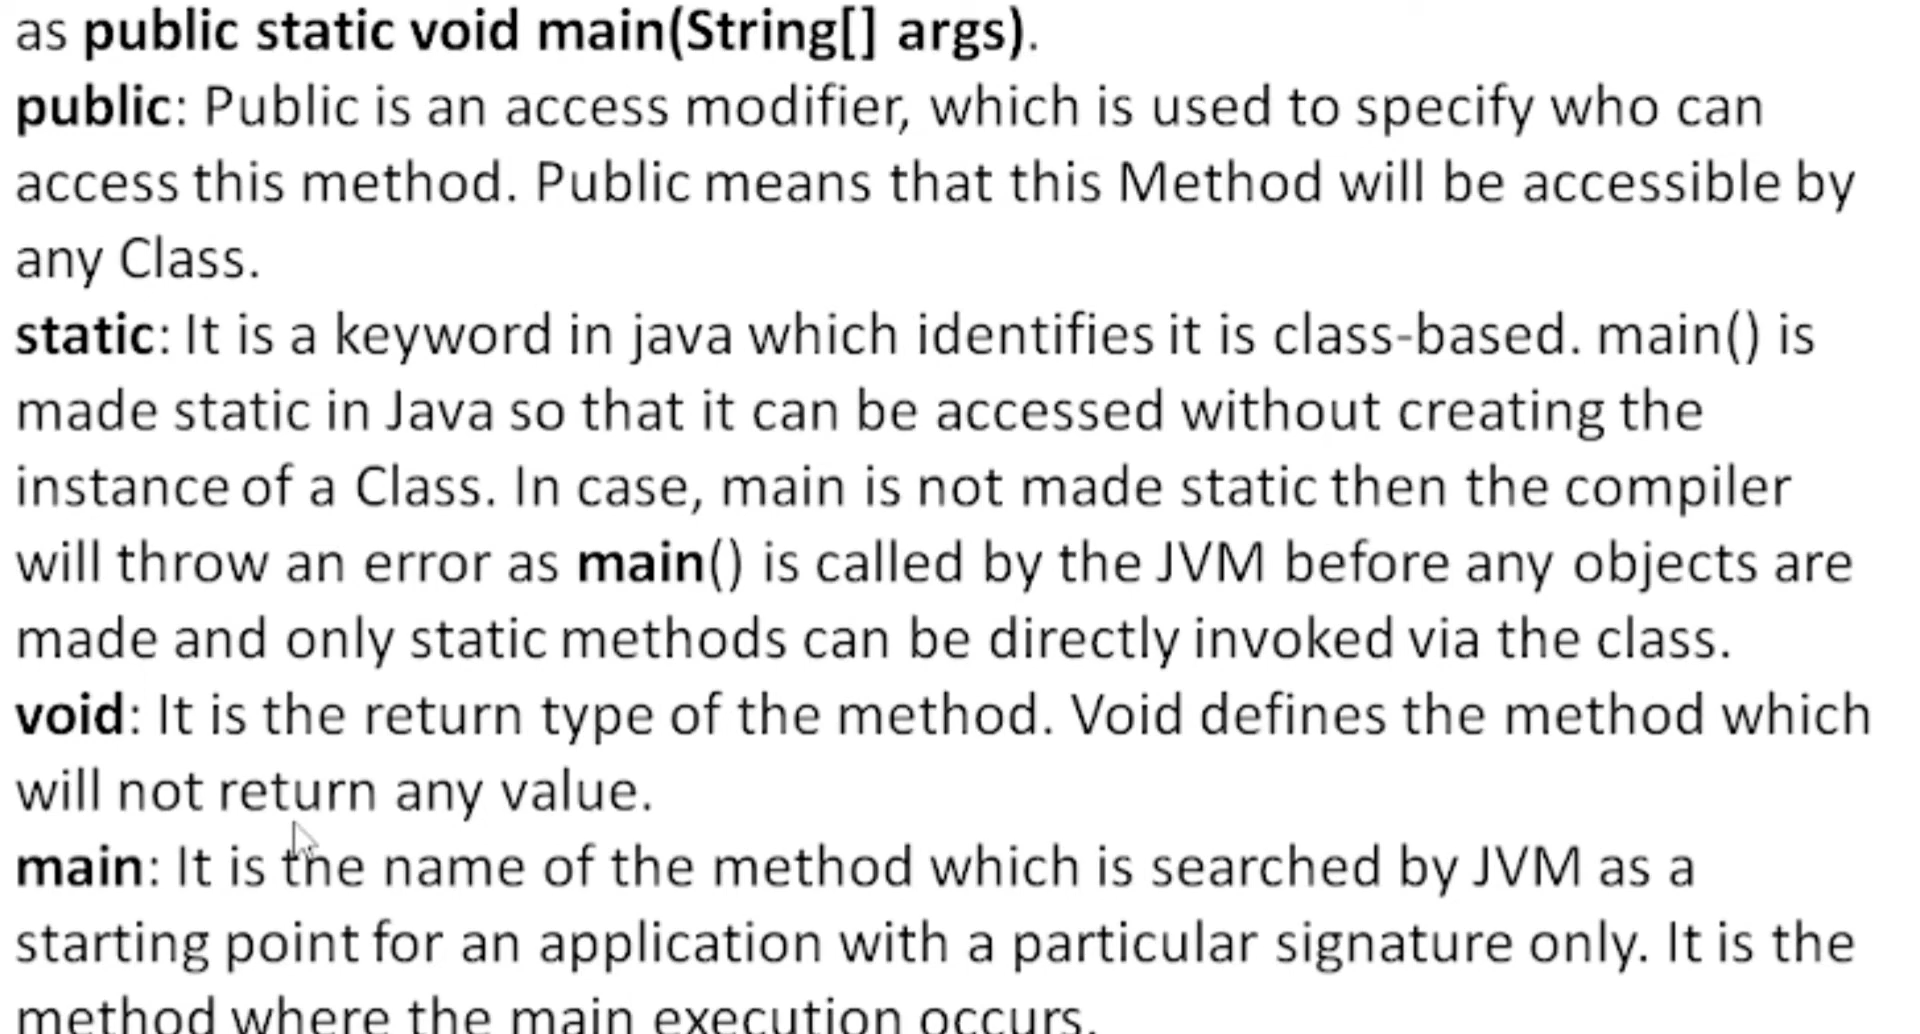 as public static void main(String[] args).
public: Public is an access modifier, which is used to specify who can
access this method. Public means that this Method will be accessible by
any Class.
static: It is a keyword in java which identifies it is class-based. main() is
made static in Java so that it can be accessed without creating the
instance of a Class. In case, main is not made static then the compiler
will throw an error as main() is called by the JVM before any objects are
made and only static methods can be directly invoked via the class.
void: It is the return type of the method. Void defines the method which
will not return any value.
main: It is the name of the method which is searched by JVM as a
starting point for an application with a particular signature only. It is the
method where the main execution occurs.